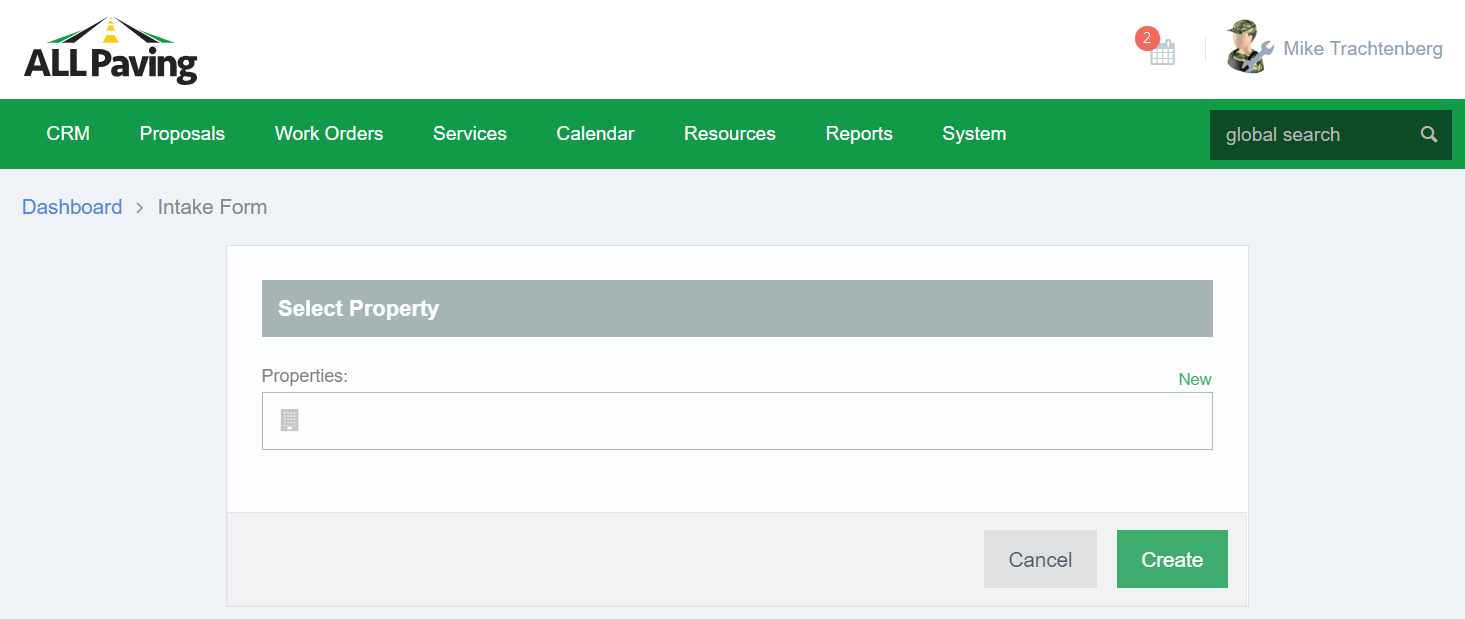 ALL Paving
2
Mike Trachtenberg
CRM Proposals Work Orders Services Calendar Resources Reports System global search
Dashboard > Intake Form
Select Property
Properties:
New
Cancel Create